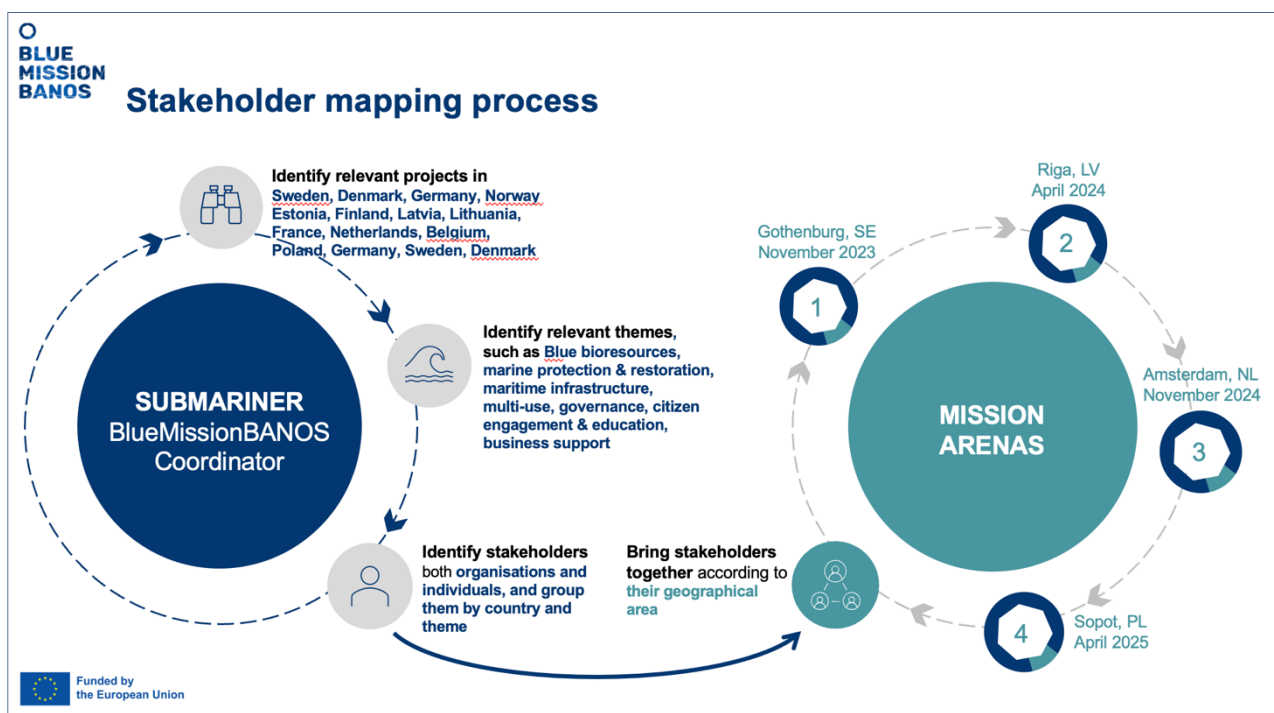 BLUE
MISSION
BANOS
Stakeholder mapping process
Identify relevant projects in
Sweden, Denmark, Germany, Norway
Estonia, Finland, Latvia, Lithuania,
France, Netherlands, Belgium,
Poland, Germany, Sweden, Denmark
Identify relevant themes,
such as Blue bioresources,
marine protection & restoration,
maritime infrastructure,
multi-use, governance, citizen
engagement & education,
business support
SUBMARINER
BlueMissionBANOS
Coordinator
Identify stakeholders
both organisations and
individuals, and group
them by country and
theme
Bring stakeholders
together according to
their geographical
area
Gothenburg, SE
November 2023
1
Riga, LV
April 2024
2
Amsterdam, NL
November 2024
3
Sopot, PL
April 2025
4
MISSION
ARENAS
Funded by
the European Union